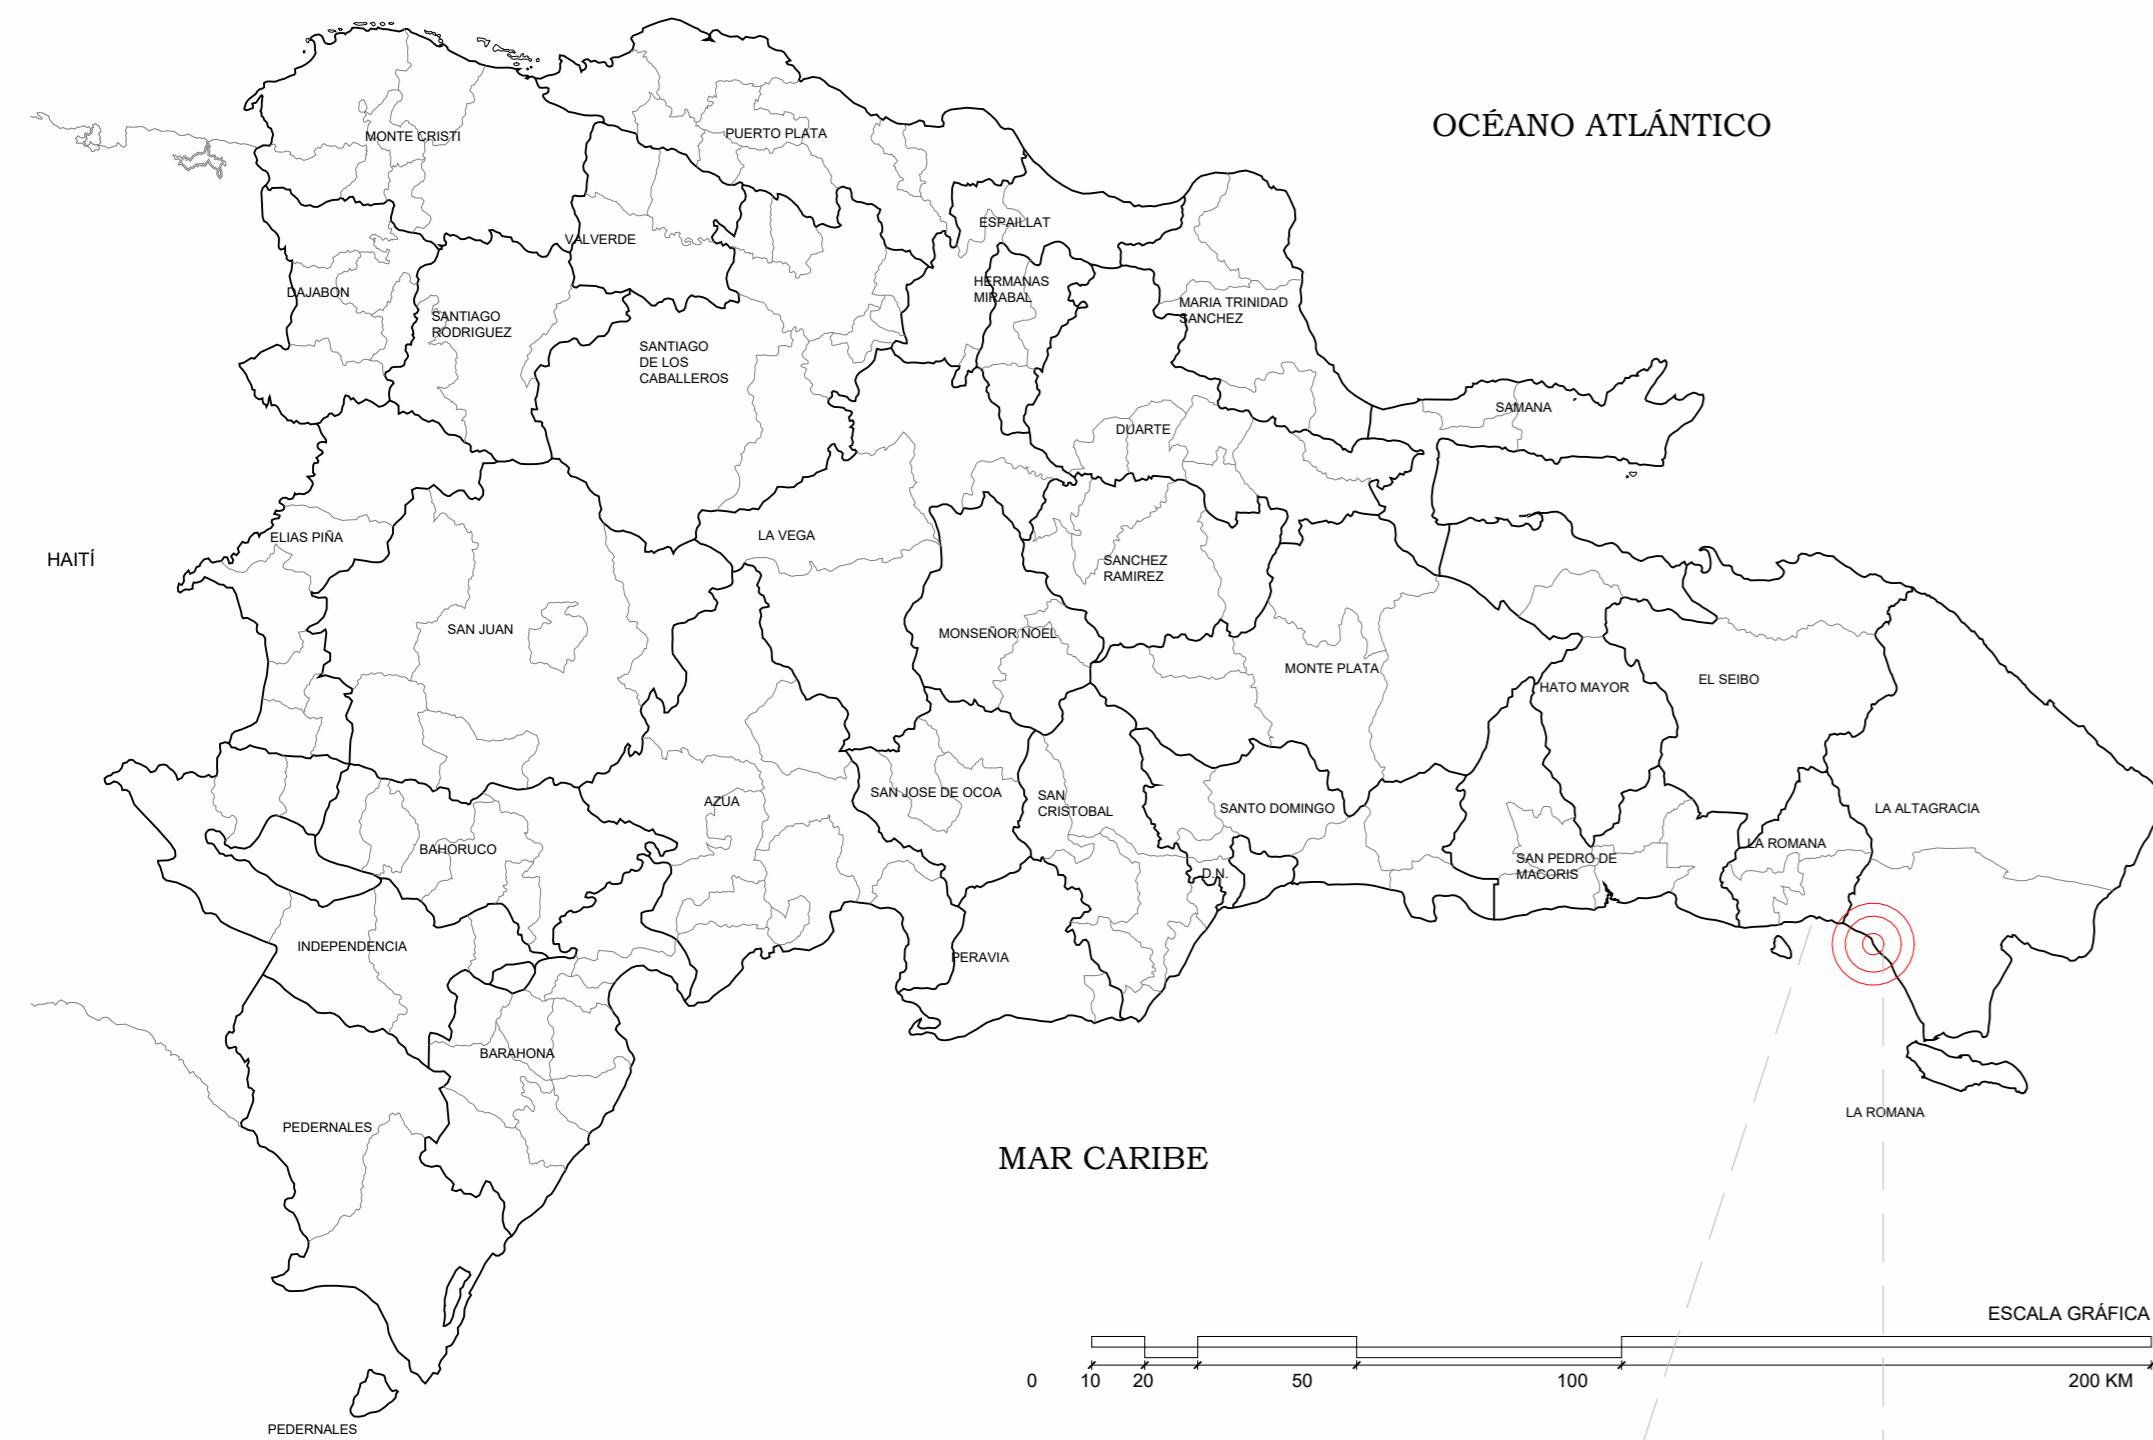 OCÉANO ATLÁNTICO
MONTE CRISTI
PUERTO PLATA
ESPAILLAT
VALVERDE
HERMANAS
MIRABAL
DAJABON
MARIA TRINIDAD
SANCHEZ
SANTIAGO
RODRIGUEZ
SANTIAGO
DE LOS
CABALLEROS
SAMANA
DUARTE
LA VEGA
ELIAS PIÑA
HAITÍ
SANCHEZ
RAMIREZ
SAN JUAN
MONSEÑOR NOEL
MONTE PLATA
EL SEIBO
HATO MAYOR
SAN JOSE DE OCOA
AZUA
SAN
CRISTOBAL
SANTO DOMINGO
LA ALTAGRACIA
LA ROMANA
BAHORUCO
SAN PEDRO DE
MACORIS
D.N.
INDEPENDENCIA
PERAVIA
BARAHONA
LA ROMANA
PEDERNALES
MAR CARIBE
ESCALA GRÁFICA
0 10 20 50 100 200 KM
PEDERNALES